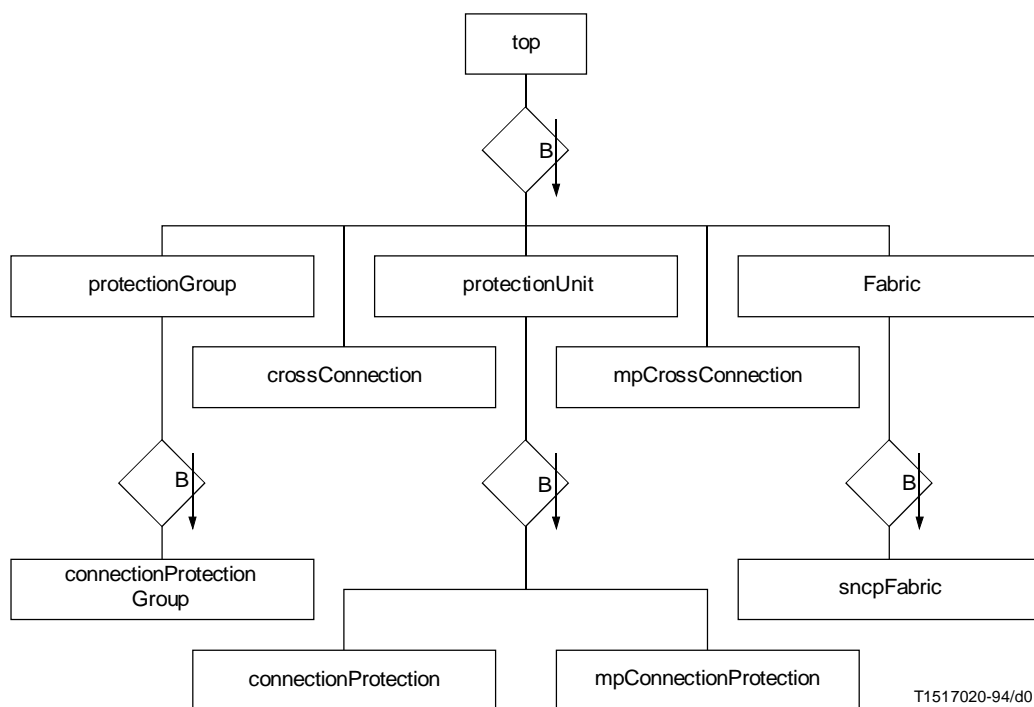 top
B
protectionGroup
protectionUnit
Fabric
crossConnection
mpCrossConnection
B
B
B
connectionProtection
Group
sncpFabric
connectionProtection
mpConnectionProtection
T1517020-94/d0